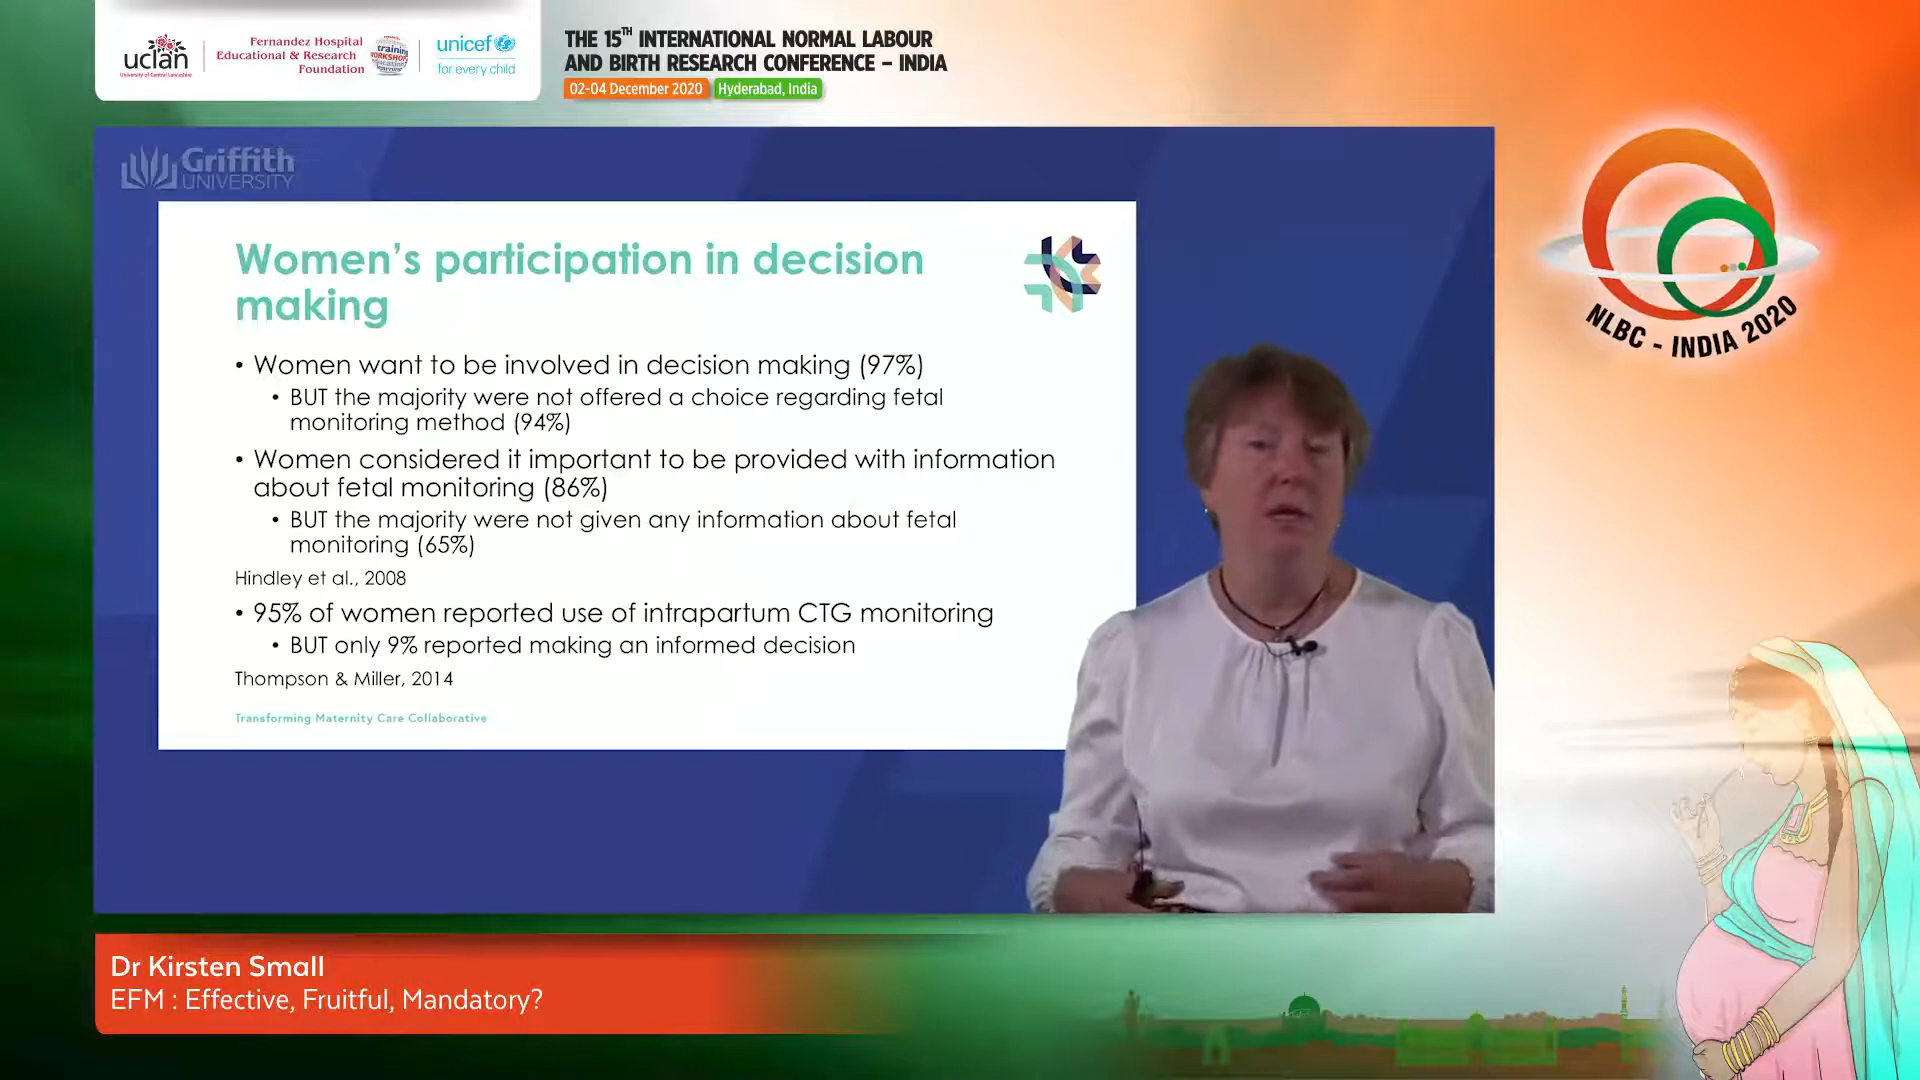 uclan
University of Central Lancashire
Fernandez Hospital
Educational & Research
Foundation
training
WORKSHOP
unicef
for every child
THE 15TH INTERNATIONAL NORMAL LABOUR
AND BIRTH RESEARCH CONFERENCE – INDIA
02-04 December 2020
Hyderabad, India
Griffith
UNIVERSITY
Women's participation in decision
making
• Women want to be involved in decision making (97%)
• BUT the majority were not offered a choice regarding fetal
monitoring method (94%)
• Women considered it important to be provided with information
about fetal monitoring (86%)
• BUT the majority were not given any information about fetal
monitoring (65%)
Hindley et al., 2008
• 95% of women reported use of intrapartum CTG monitoring
• BUT only 9% reported making an informed decision
Thompson & Miller, 2014
Transforming Maternity Care Collaborative
NLBC - INDIA 2020
Dr Kirsten Small
EFM : Effective, Fruitful, Mandatory?